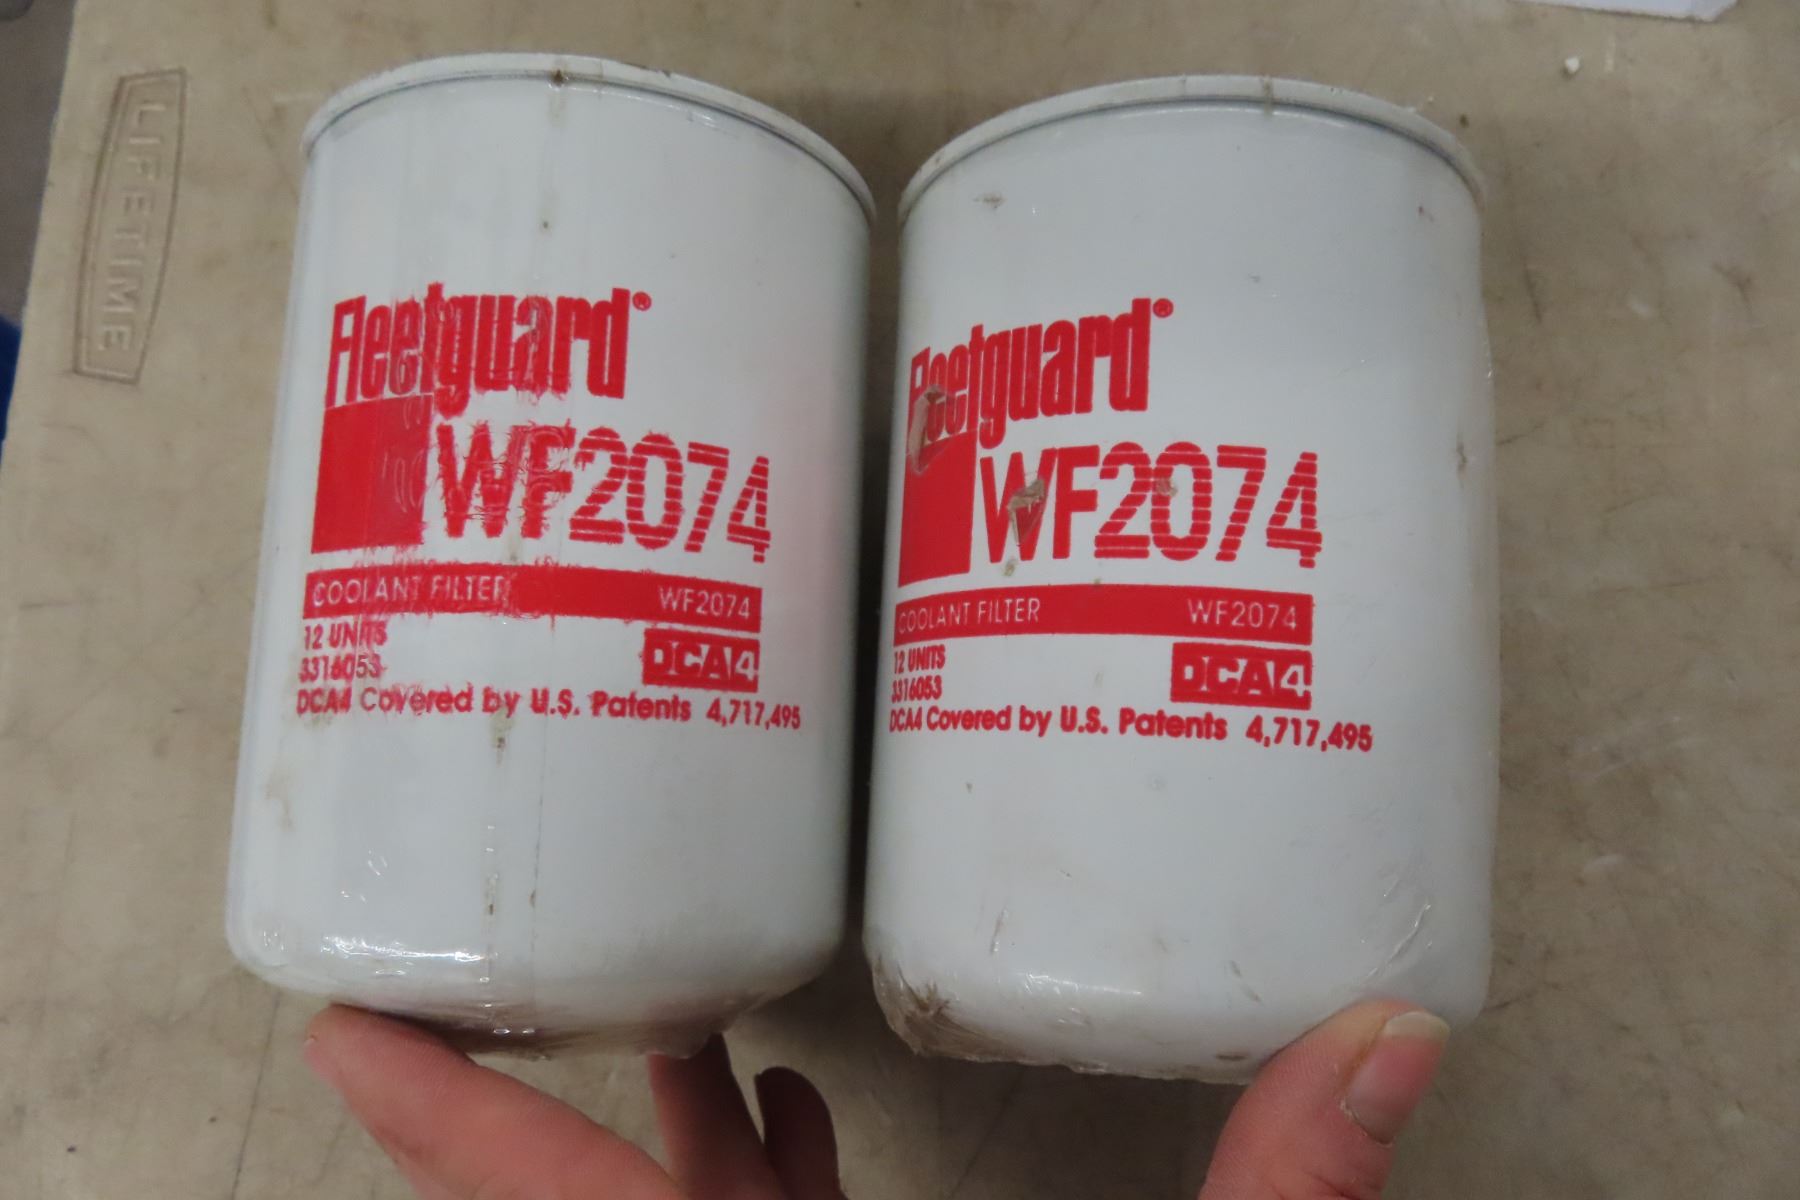 LIFETIME
Fleetguard®
WF2074
COOLANT FILTER WF2074
12 UNITS
DCA4
3316053
DCA4 Covered by U.S. Patents 4,717,495
Fleetguard®
WF2074
COOLANT FILTER WF2074
12 UNITS
DCA4
3316053
DCA4 Covered by U.S. Patents 4,717,495